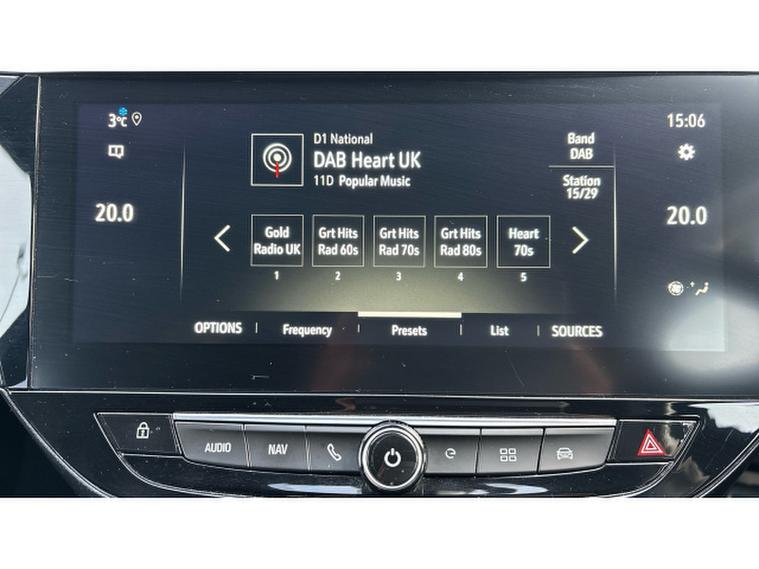 3°C
15:06
D1 National
DAB Heart UK
11D Popular Music
Band
DAB
Station
15/29
20.0
20.0
Gold
Radio UK
Grt Hits
Rad 60s
Grt Hits
Rad 70s
Grt Hits
Rad 80s
Heart
70s
1
2
3
4
5
OPTIONS
Frequency
Presets
List
SOURCES
AUDIO
NAV